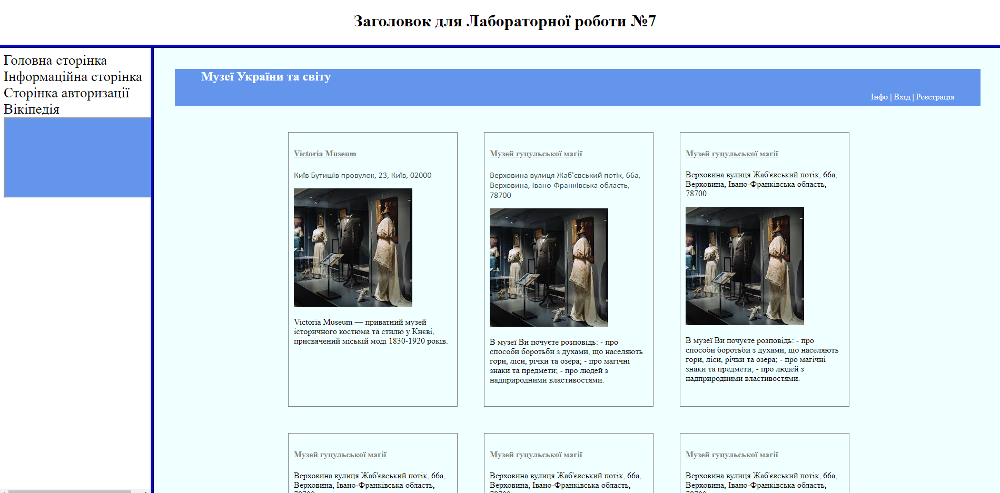 Заголовок для Лабораторної роботи №7
Головна сторінка
Інформаційна сторінка
Сторінка авторизації
Вікіпедія
Музеї України та світу
Інфо | Вхід | Реєстрація
Victoria Museum
Київ Бутишів провулок, 23, Київ, 02000
Victoria Museum — приватний музей
історичного костюма та стилю у Києві,
присвячений міській моді 1830-1920 років.
Музей гуцульської магії
Верховина вулиця Жаб'євський потік, 66а,
Верховина, Івано-Франківська область,
78700
В музеї Ви почуєте розповідь: - про
способи боротьби з духами, що населяють
гори, ліси, річки та озера; - про магічні
знаки та предмети; - про людей з
надприродними властивостями.
Музей гуцульської магії
Верховина вулиця Жаб'євський потік, 66а,
Верховина, Івано-Франківська область,
78700
В музеї Ви почуєте розповідь: - про
способи боротьби з духами, що населяють
гори, ліси, річки та озера; - про магічні
знаки та предмети; - про людей з
надприродними властивостями.
Музей гуцульської магії
Верховина вулиця Жаб'євський потік, 66а,
Верховина, Івано-Франківська область,
78700
Музей гуцульської магії
Верховина вулиця Жаб'євський потік, 66а,
Верховина, Івано-Франківська область,
78700
Музей гуцульської магії
Верховина вулиця Жаб'євський потік, 66а,
Верховина, Івано-Франківська область,
78700